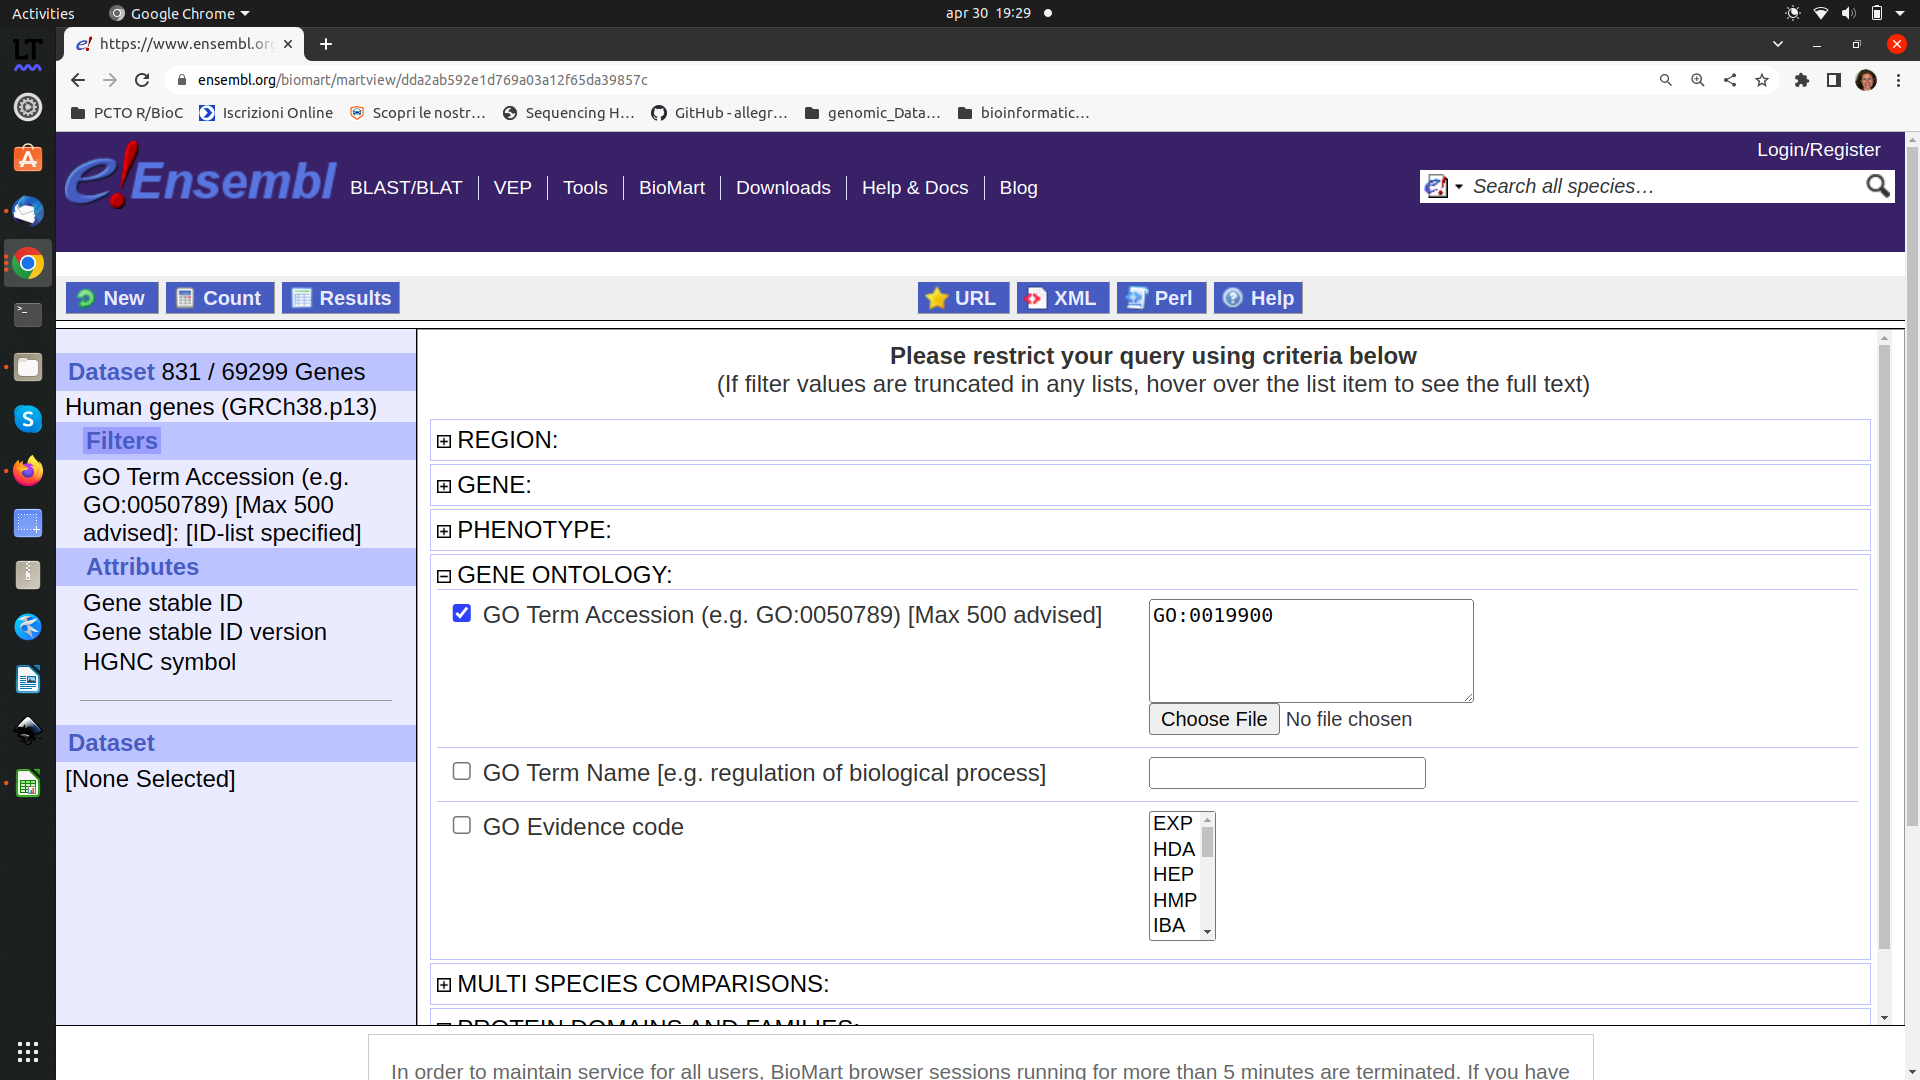 Activities
Google Chrome
apr 30 19:29
https://www.ensembl.org
ensembl.org/biomart/martview/dda2ab592e1d769a03a12f65da39857c
PCTO R/BioC
Iscrizioni Online
Scopri le nostr…
Sequencing H…
GitHub - allegr…
genomic_Data…
bioinformatic…
e!Ensembl
BLAST/BLAT
VEP
Tools
BioMart
Downloads
Help & Docs
Blog
Login/Register
Search all species…
New
Count
Results
URL
XML
Perl
Help
Dataset 831 / 69299 Genes
Human genes (GRCh38.p13)
Filters
GO Term Accession (e.g.
GO:0050789) [Max 500
advised]: [ID-list specified]
Attributes
Gene stable ID
Gene stable ID version
HGNC symbol
Dataset
[None Selected]
Please restrict your query using criteria below
(If filter values are truncated in any lists, hover over the list item to see the full text)
REGION:
GENE:
PHENOTYPE:
GENE ONTOLOGY:
GO Term Accession (e.g. GO:0050789) [Max 500 advised]
GO:0019900
Choose File No file chosen
GO Term Name [e.g. regulation of biological process]
GO Evidence code
EXP
HDA
HEP
HMP
IBA
MULTI SPECIES COMPARISONS:
PROTEIN DOMAINS AND FAMILIES:
In order to maintain service for all users, BioMart browser sessions running for more than 5 minutes are terminated. If you have